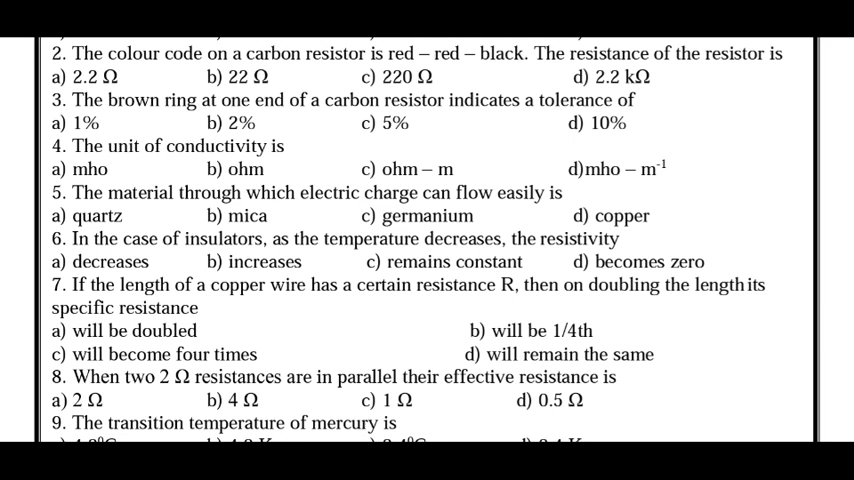 2. The colour code on a carbon resistor is red – red – black. The resistance of the resistor is
a) 2.2 Ω b) 22 Ω c) 220 Ω d) 2.2 kΩ
3. The brown ring at one end of a carbon resistor indicates a tolerance of
a) 1% b) 2% c) 5% d) 10%
4. The unit of conductivity is
a) mho b) ohm c) ohm – m d)mho – m⁻¹
5. The material through which electric charge can flow easily is
a) quartz b) mica c) germanium d) copper
6. In the case of insulators, as the temperature decreases, the resistivity
a) decreases b) increases c) remains constant d) becomes zero
7. If the length of a copper wire has a certain resistance R, then on doubling the length its
specific resistance
a) will be doubled b) will be 1/4th
c) will become four times d) will remain the same
8. When two 2 Ω resistances are in parallel their effective resistance is
a) 2 Ω b) 4 Ω c) 1 Ω d) 0.5 Ω
9. The transition temperature of mercury is